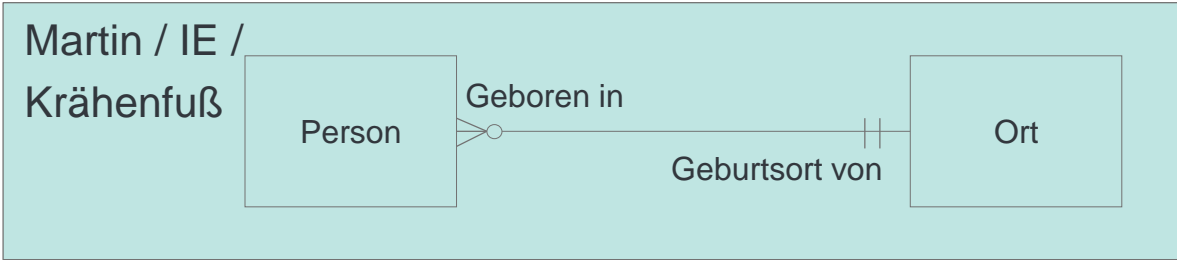 Martin / IE /
Krähenfuß
Person
Geboren in
Geburtsort von
Ort